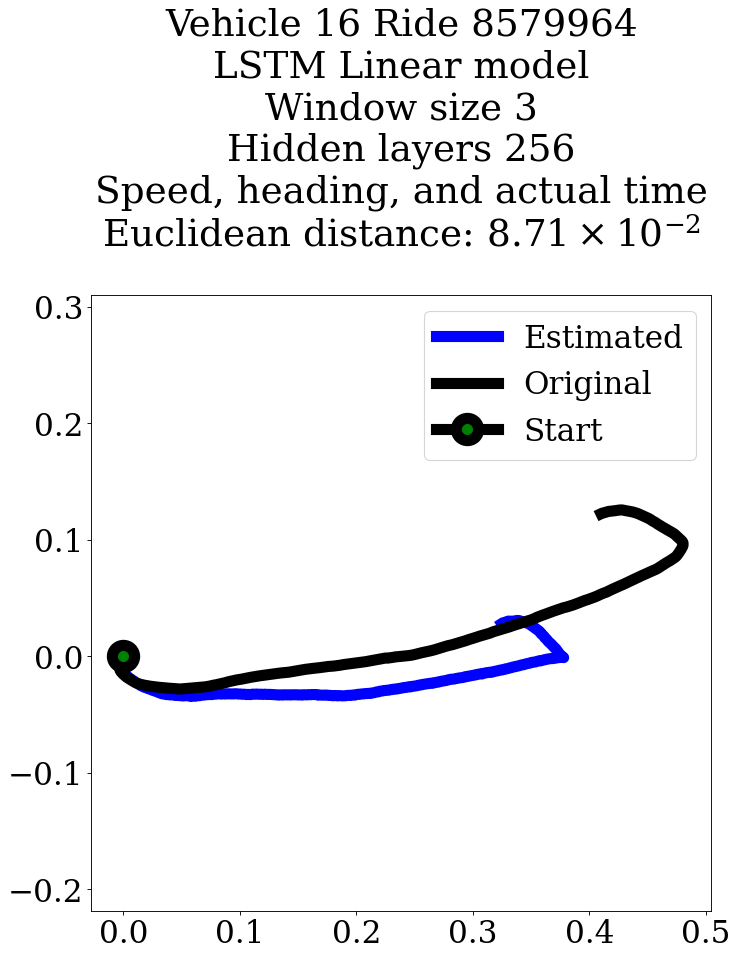 Vehicle 16 Ride 8579964
LSTM Linear model
Window size 3
Hidden layers 256
Speed, heading, and actual time
Euclidean distance: 8.71 × 10⁻²
Estimated
Original
Start
0.3
0.2
0.1
0.0
−0.1
−0.2
0.0 0.1 0.2 0.3 0.4 0.5